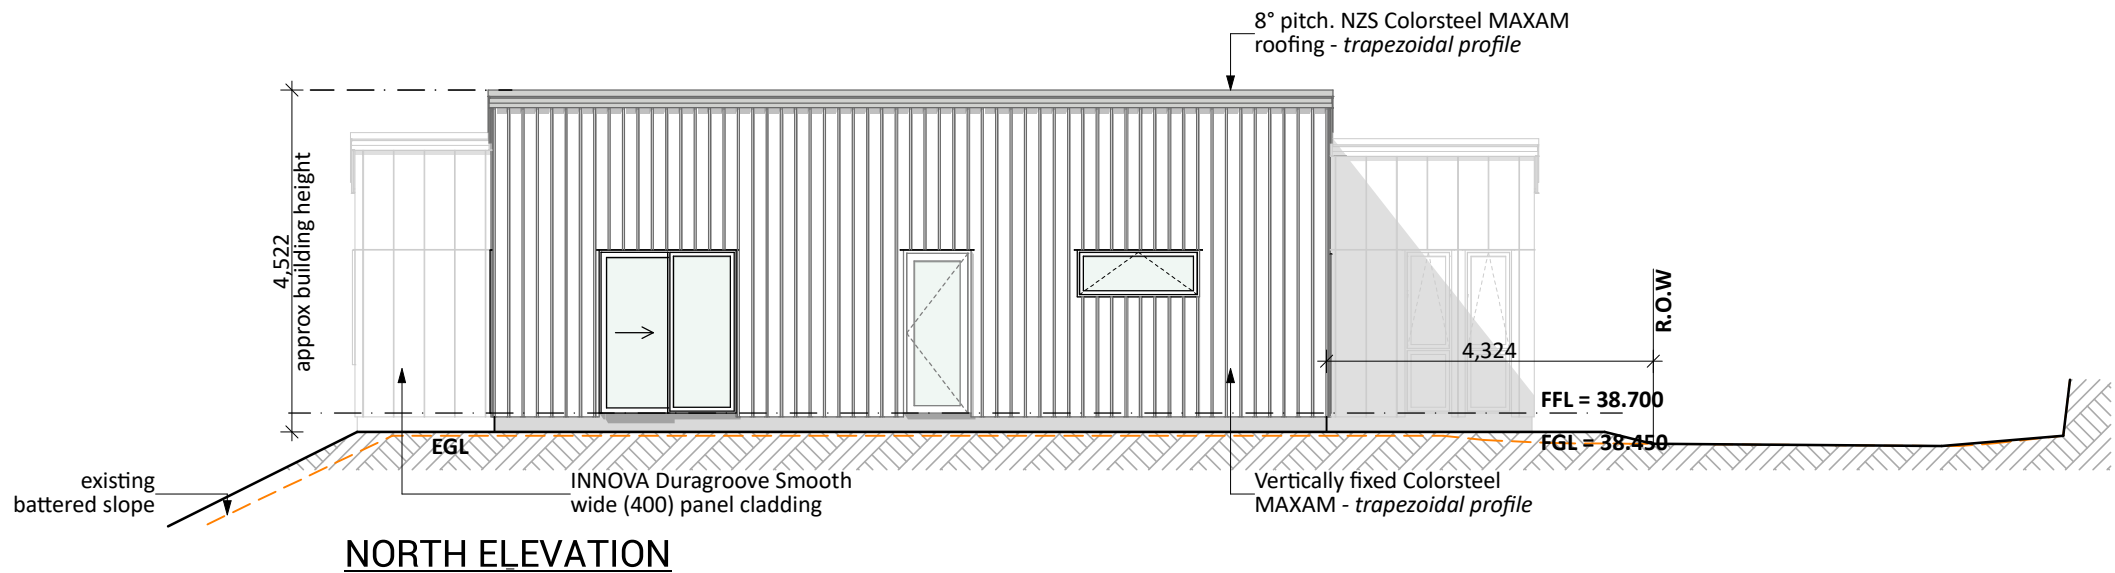 8° pitch. NZS Colorsteel MAXAM
roofing - trapezoidal profile
4,522
approx building height
R.O.W
4,324
FFL = 38.700
FGL = 38.450
EGL
existing
battered slope
INNOVA Duragroove Smooth
wide (400) panel cladding
Vertically fixed Colorsteel
MAXAM - trapezoidal profile
NORTH ELEVATION